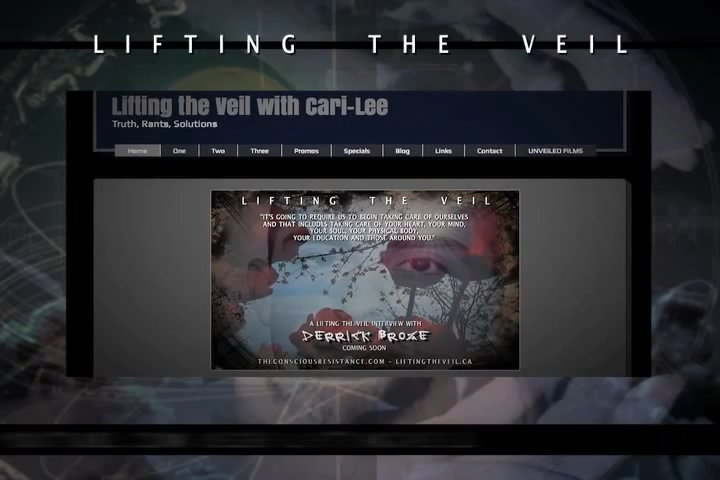 LIFTING THE VEIL
Lifting the Veil with Cari-Lee
Truth, Rants, Solutions
Home One Two Three Promos Specials Blog Links Contact UNVEILED FILMS
LIFTING THE VEIL
"IT'S GOING TO REQUIRE US TO BEGIN TAKING CARE OF OURSELVES
AND THAT INCLUDES TAKING CARE OF YOUR HEART, YOUR MIND,
YOUR SOUL, YOUR PHYSICAL BODY,
YOUR EDUCATION AND THOSE AROUND YOU."
A LIFTING THE VEIL INTERVIEW WITH
DERRICK BROZE
COMING SOON
THECONSCIOUSRESISTANCE.COM - LIFTINGTHEVEIL.CA